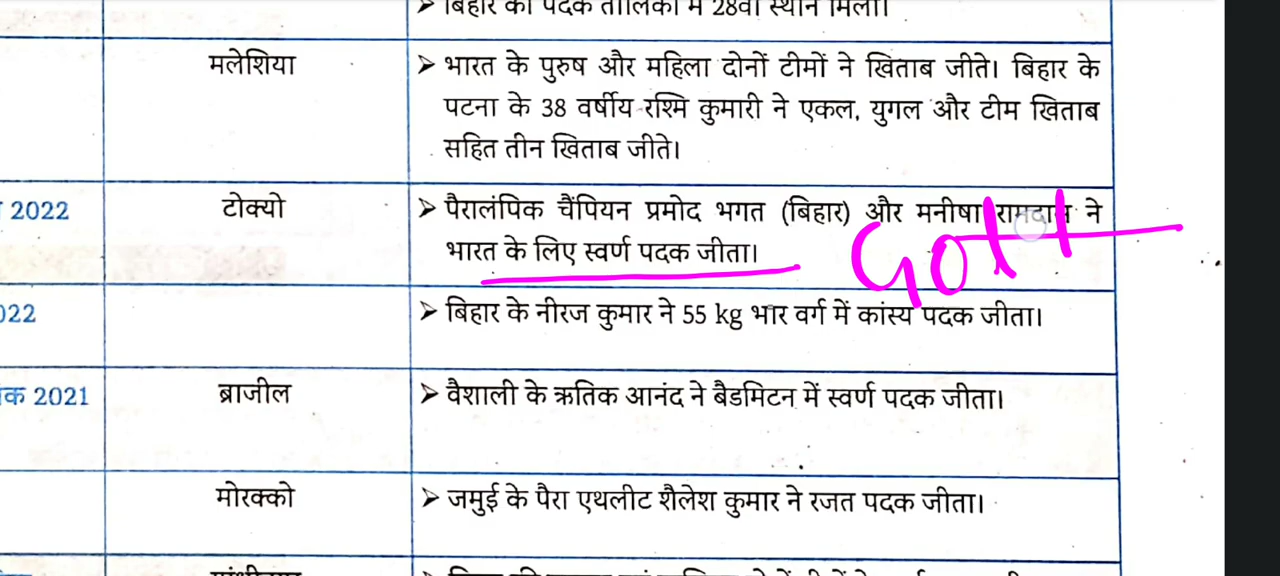 ➤ बिहार को पदक तालिका में 28वां स्थान मिला।
मलेशिया
➤ भारत के पुरुष और महिला दोनों टीमों ने खिताब जीते। बिहार के
पटना के 38 वर्षीय रश्मि कुमारी ने एकल, युगल और टीम खिताब
सहित तीन खिताब जीते।
2022
टोक्यो
➤ पैरालंपिक चैंपियन प्रमोद भगत (बिहार) और मनीषा रामदास ने
भारत के लिए स्वर्ण पदक जीता।
➤ बिहार के नीरज कुमार ने 55 kg भार वर्ग में कांस्य पदक जीता।
2021
ब्राजील
➤ वैशाली के ऋतिक आनंद ने बैडमिटन में स्वर्ण पदक जीता।
मोरक्को
➤ जमुई के पैरा एथलीट शैलेश कुमार ने रजत पदक जीता।